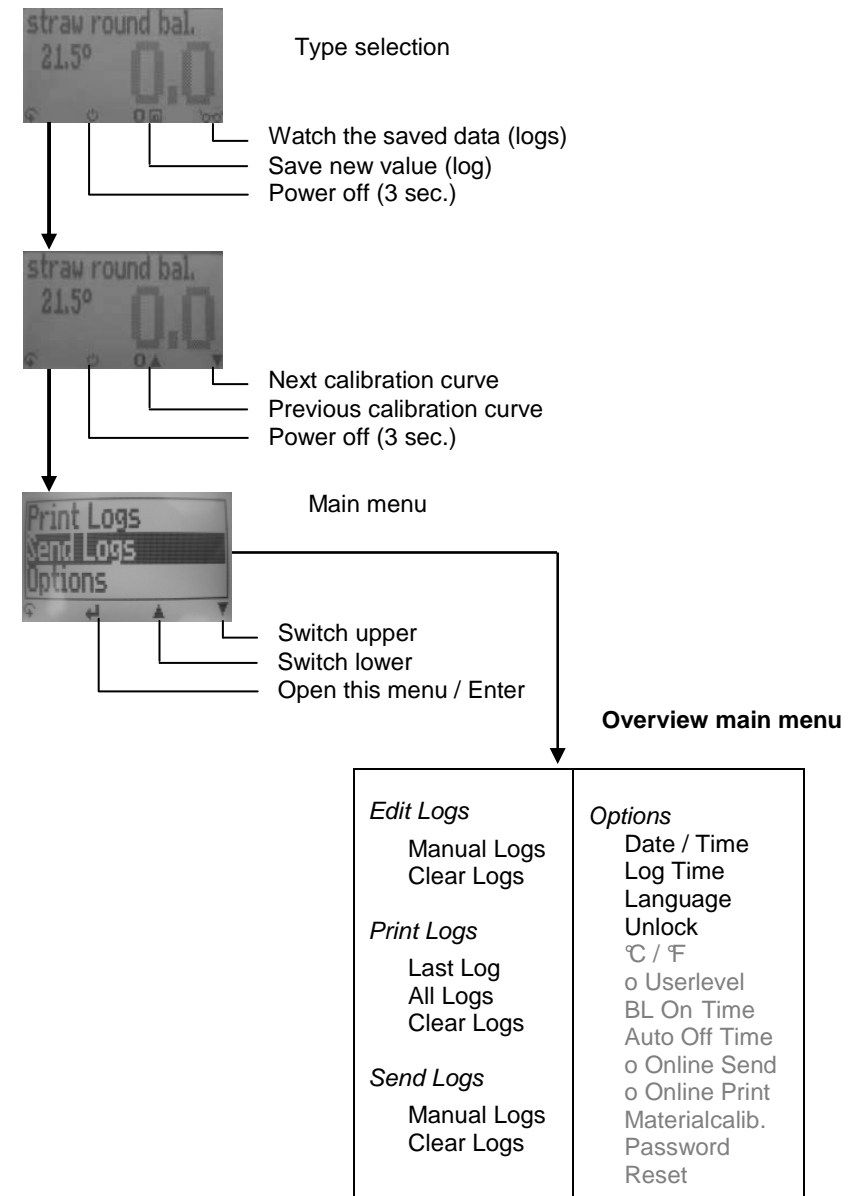 straw round bal.
21.5° 0.0
Type selection
Watch the saved data (logs)
Save new value (log)
Power off (3 sec.)
straw round bal.
21.5° 0.0
Next calibration curve
Previous calibration curve
Power off (3 sec.)
Main menu
Print Logs
Send Logs
Options
Switch upper
Switch lower
Open this menu / Enter
Overview main menu
Edit Logs
Manual Logs
Clear Logs
Print Logs
Last Log
All Logs
Clear Logs
Send Logs
Manual Logs
Clear Logs
Options
Date / Time
Log Time
Language
Unlock
°C / °F
o Userlevel
BL On Time
Auto Off Time
o Online Send
o Online Print
Materialcalib.
Password
Reset